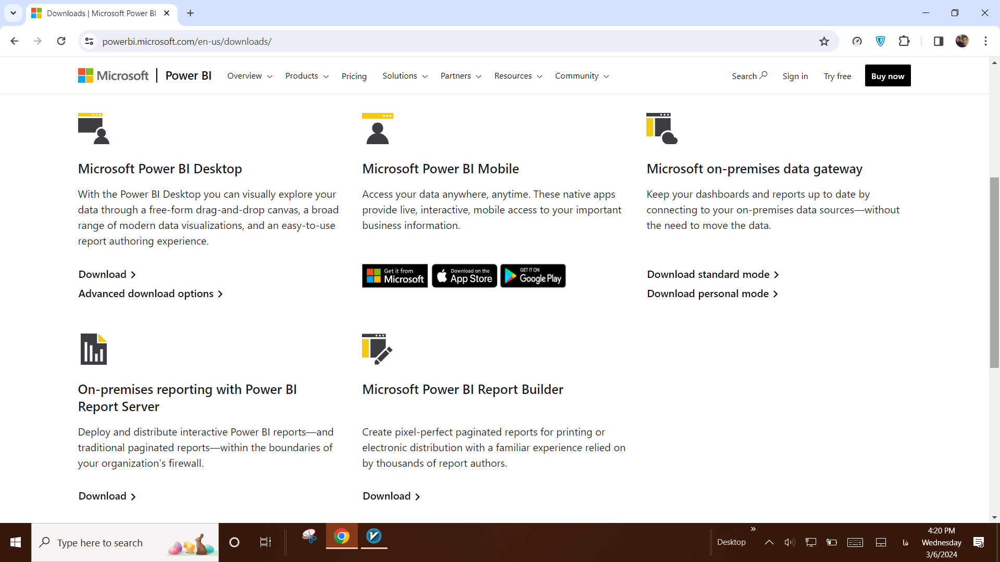 Downloads | Microsoft Power BI
powerbi.microsoft.com/en-us/downloads/
Microsoft | Power BI Overview Products Pricing Solutions Partners Resources Community Search Sign in Try free Buy now
Microsoft Power BI Desktop
With the Power BI Desktop you can visually explore your
data through a free-form drag-and-drop canvas, a broad
range of modern data visualizations, and an easy-to-use
report authoring experience.
Download
Advanced download options
Microsoft Power BI Mobile
Access your data anywhere, anytime. These native apps
provide live, interactive, mobile access to your important
business information.
Get it from
Microsoft
Download on the
App Store
GET IT ON
Google Play
Microsoft on-premises data gateway
Keep your dashboards and reports up to date by
connecting to your on-premises data sources—without
the need to move the data.
Download standard mode
Download personal mode
On-premises reporting with Power BI
Report Server
Deploy and distribute interactive Power BI reports—and
traditional paginated reports—within the boundaries of
your organization’s firewall.
Download
Microsoft Power BI Report Builder
Create pixel-perfect paginated reports for printing or
electronic distribution with a familiar experience relied on
by thousands of report authors.
Download
Type here to search
Desktop
فا
4:20 PM
Wednesday
3/6/2024